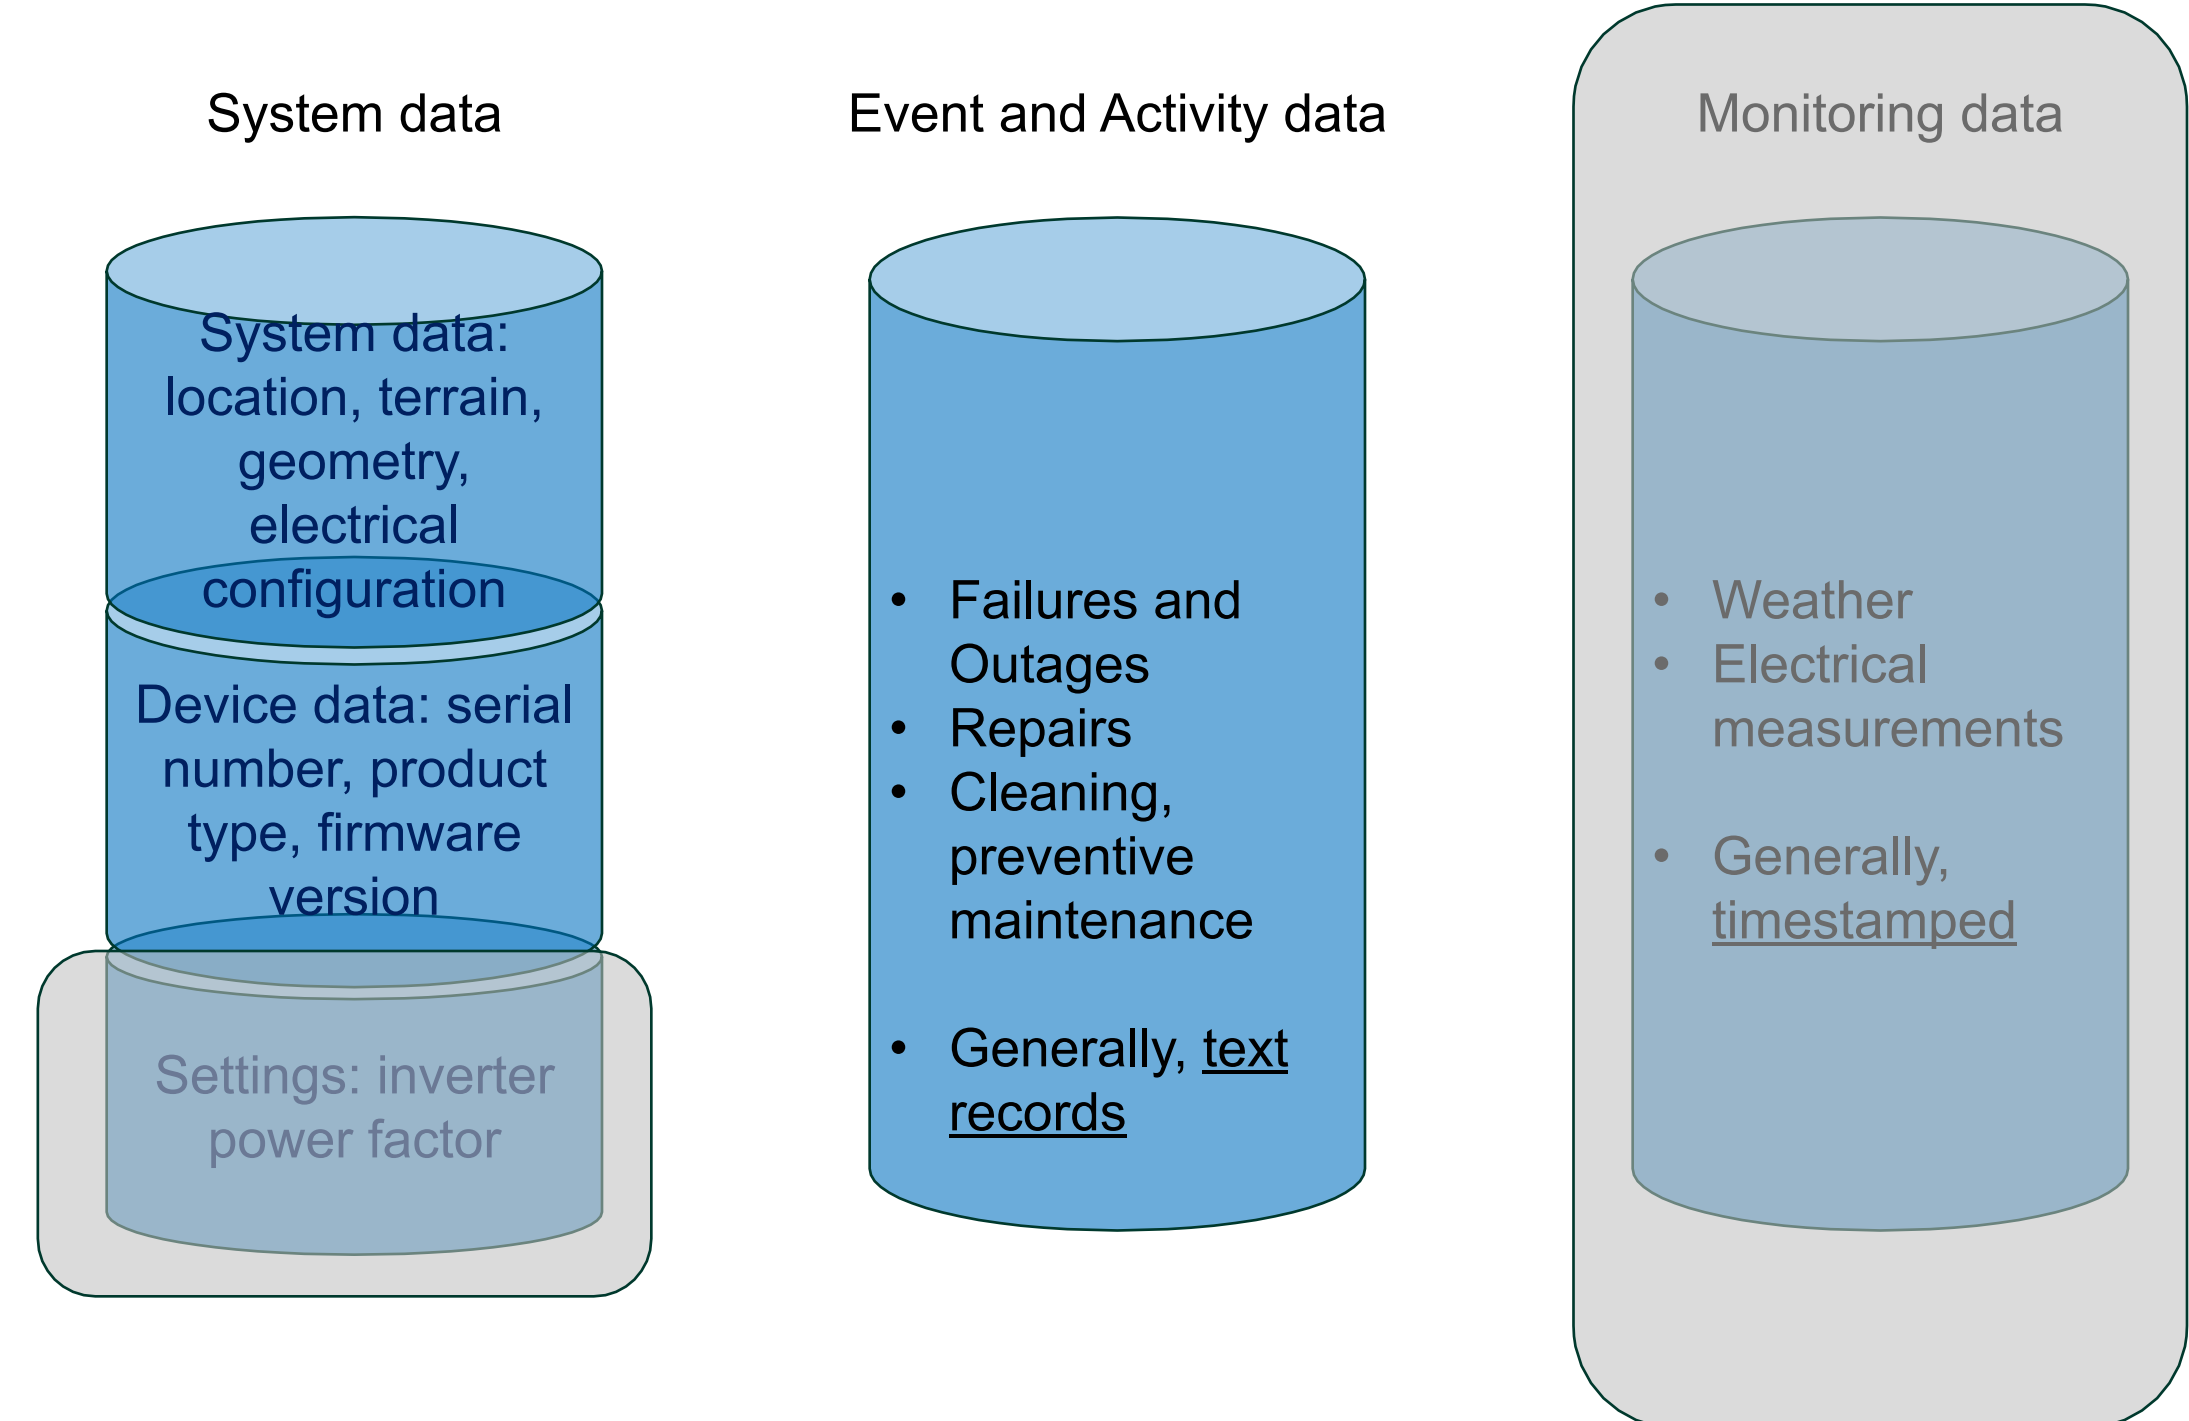 System data
System data:
location, terrain,
geometry,
electrical
configuration
Device data: serial
number, product
type, firmware
version
Settings: inverter
power factor
Event and Activity data
• Failures and
Outages
• Repairs
• Cleaning,
preventive
maintenance
• Generally, text
records
Monitoring data
• Weather
• Electrical
measurements
• Generally,
timestamped